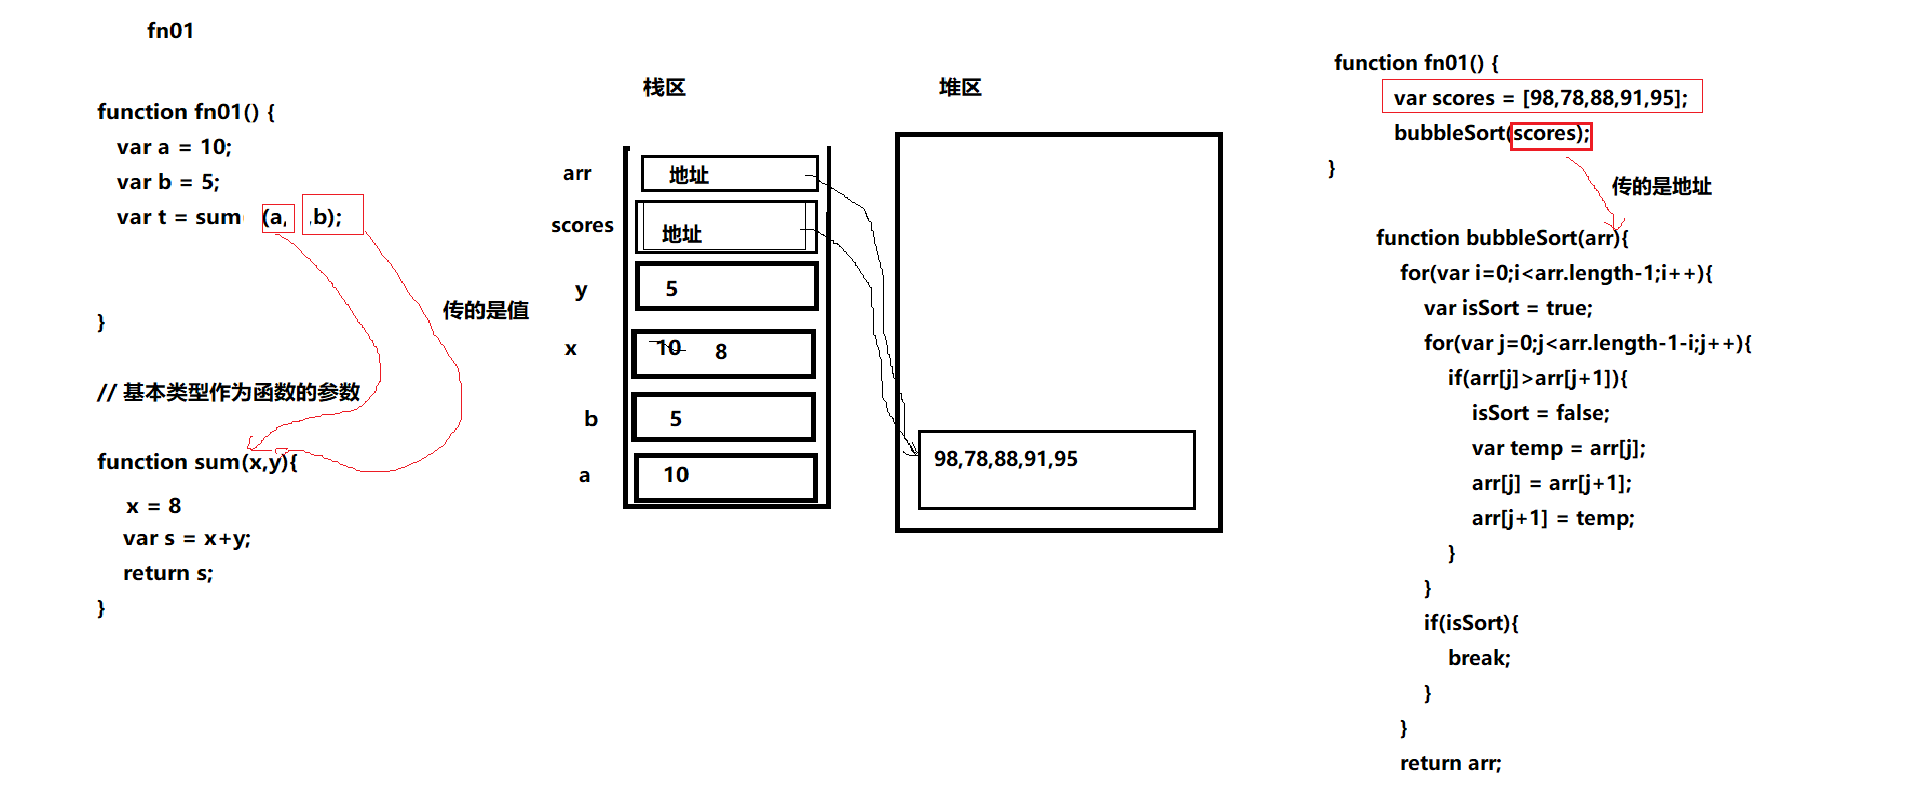 fn01
function fn01() {
var a = 10;
var b = 5;
var t = sum (a, ,b);
}
传的是值
// 基本类型作为函数的参数
function sum(x,y){
x = 8
var s = x+y;
return s;
}
栈区
堆区
arr 地址
scores 地址
y 5
x 10 8
b 5
a 10
98,78,88,91,95
function fn01() {
var scores = [98,78,88,91,95];
bubbleSort(scores);
}
传的是地址
function bubbleSort(arr){
for(var i=0;i<arr.length-1;i++){
var isSort = true;
for(var j=0;j<arr.length-1-i;j++){
if(arr[j]>arr[j+1]){
isSort = false;
var temp = arr[j];
arr[j] = arr[j+1];
arr[j+1] = temp;
}
}
if(isSort){
break;
}
}
return arr;